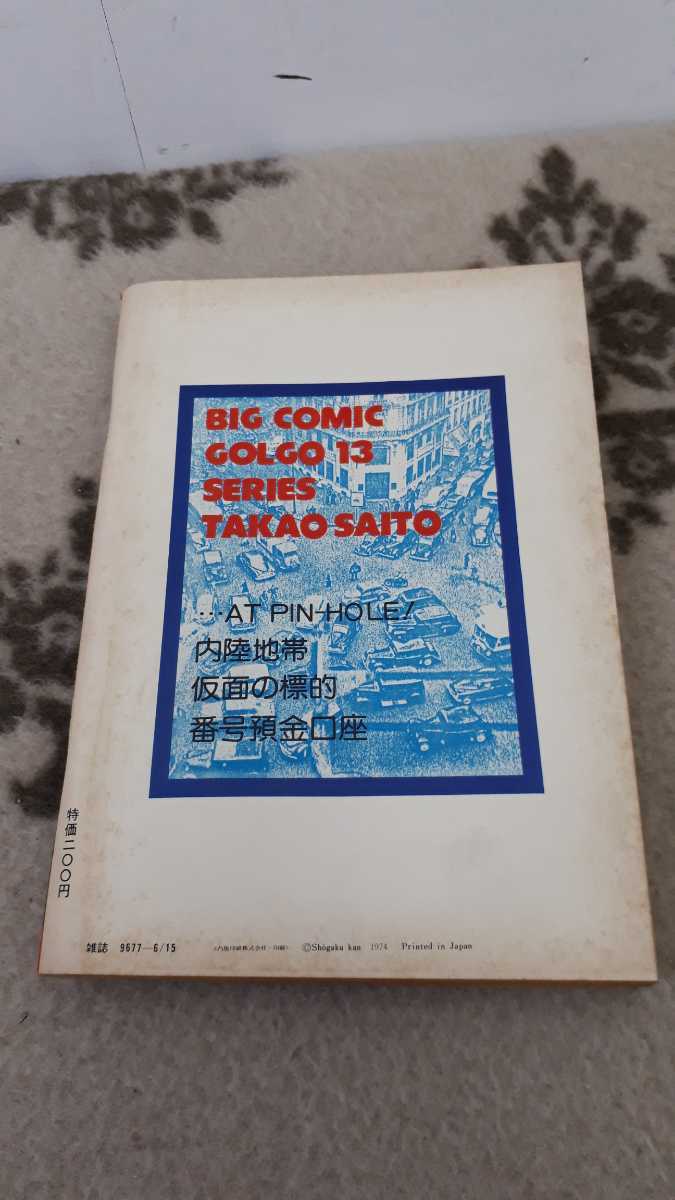 BIG COMIC
GOLGO 13
SERIES
TAKAO SAITO
…AT PIN-HOLE!
内陸地帯
仮面の標的
番号預金口座
特価二〇〇円
雑誌 9677—6/15 ©Shōgaku kan 1974 Printed in Japan